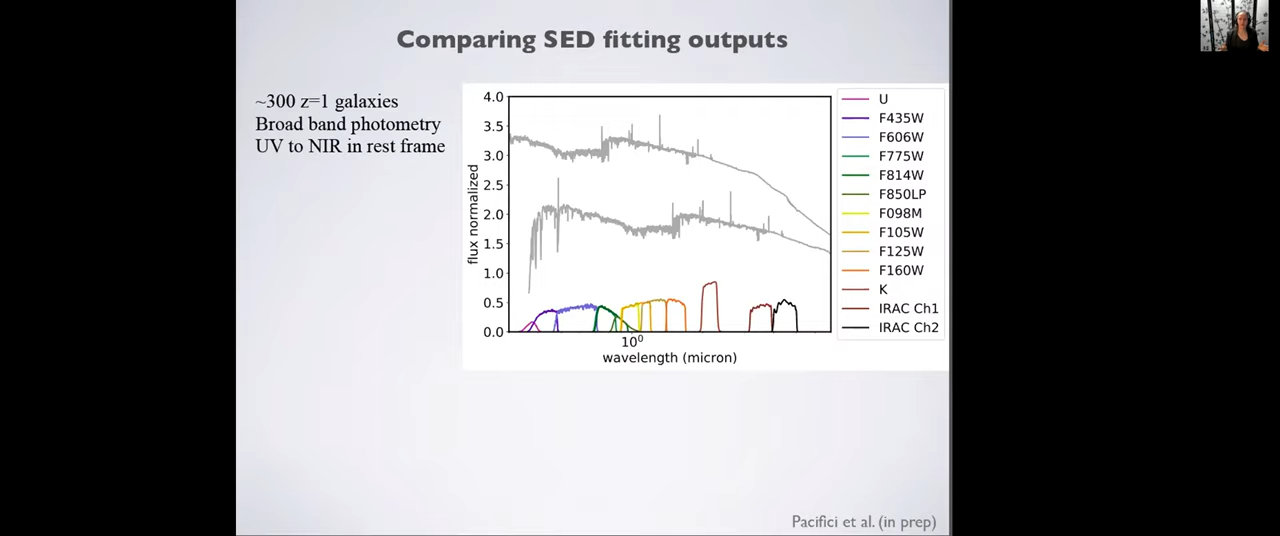 Comparing SED fitting outputs
~300 z=1 galaxies
Broad band photometry
UV to NIR in rest frame
4.0
3.5
3.0
2.5
2.0
1.5
1.0
0.5
0.0
flux normalized
10⁰
wavelength (micron)
U
F435W
F606W
F775W
F814W
F850LP
F098M
F105W
F125W
F160W
K
IRAC Ch1
IRAC Ch2
Pacifici et al. (in prep)